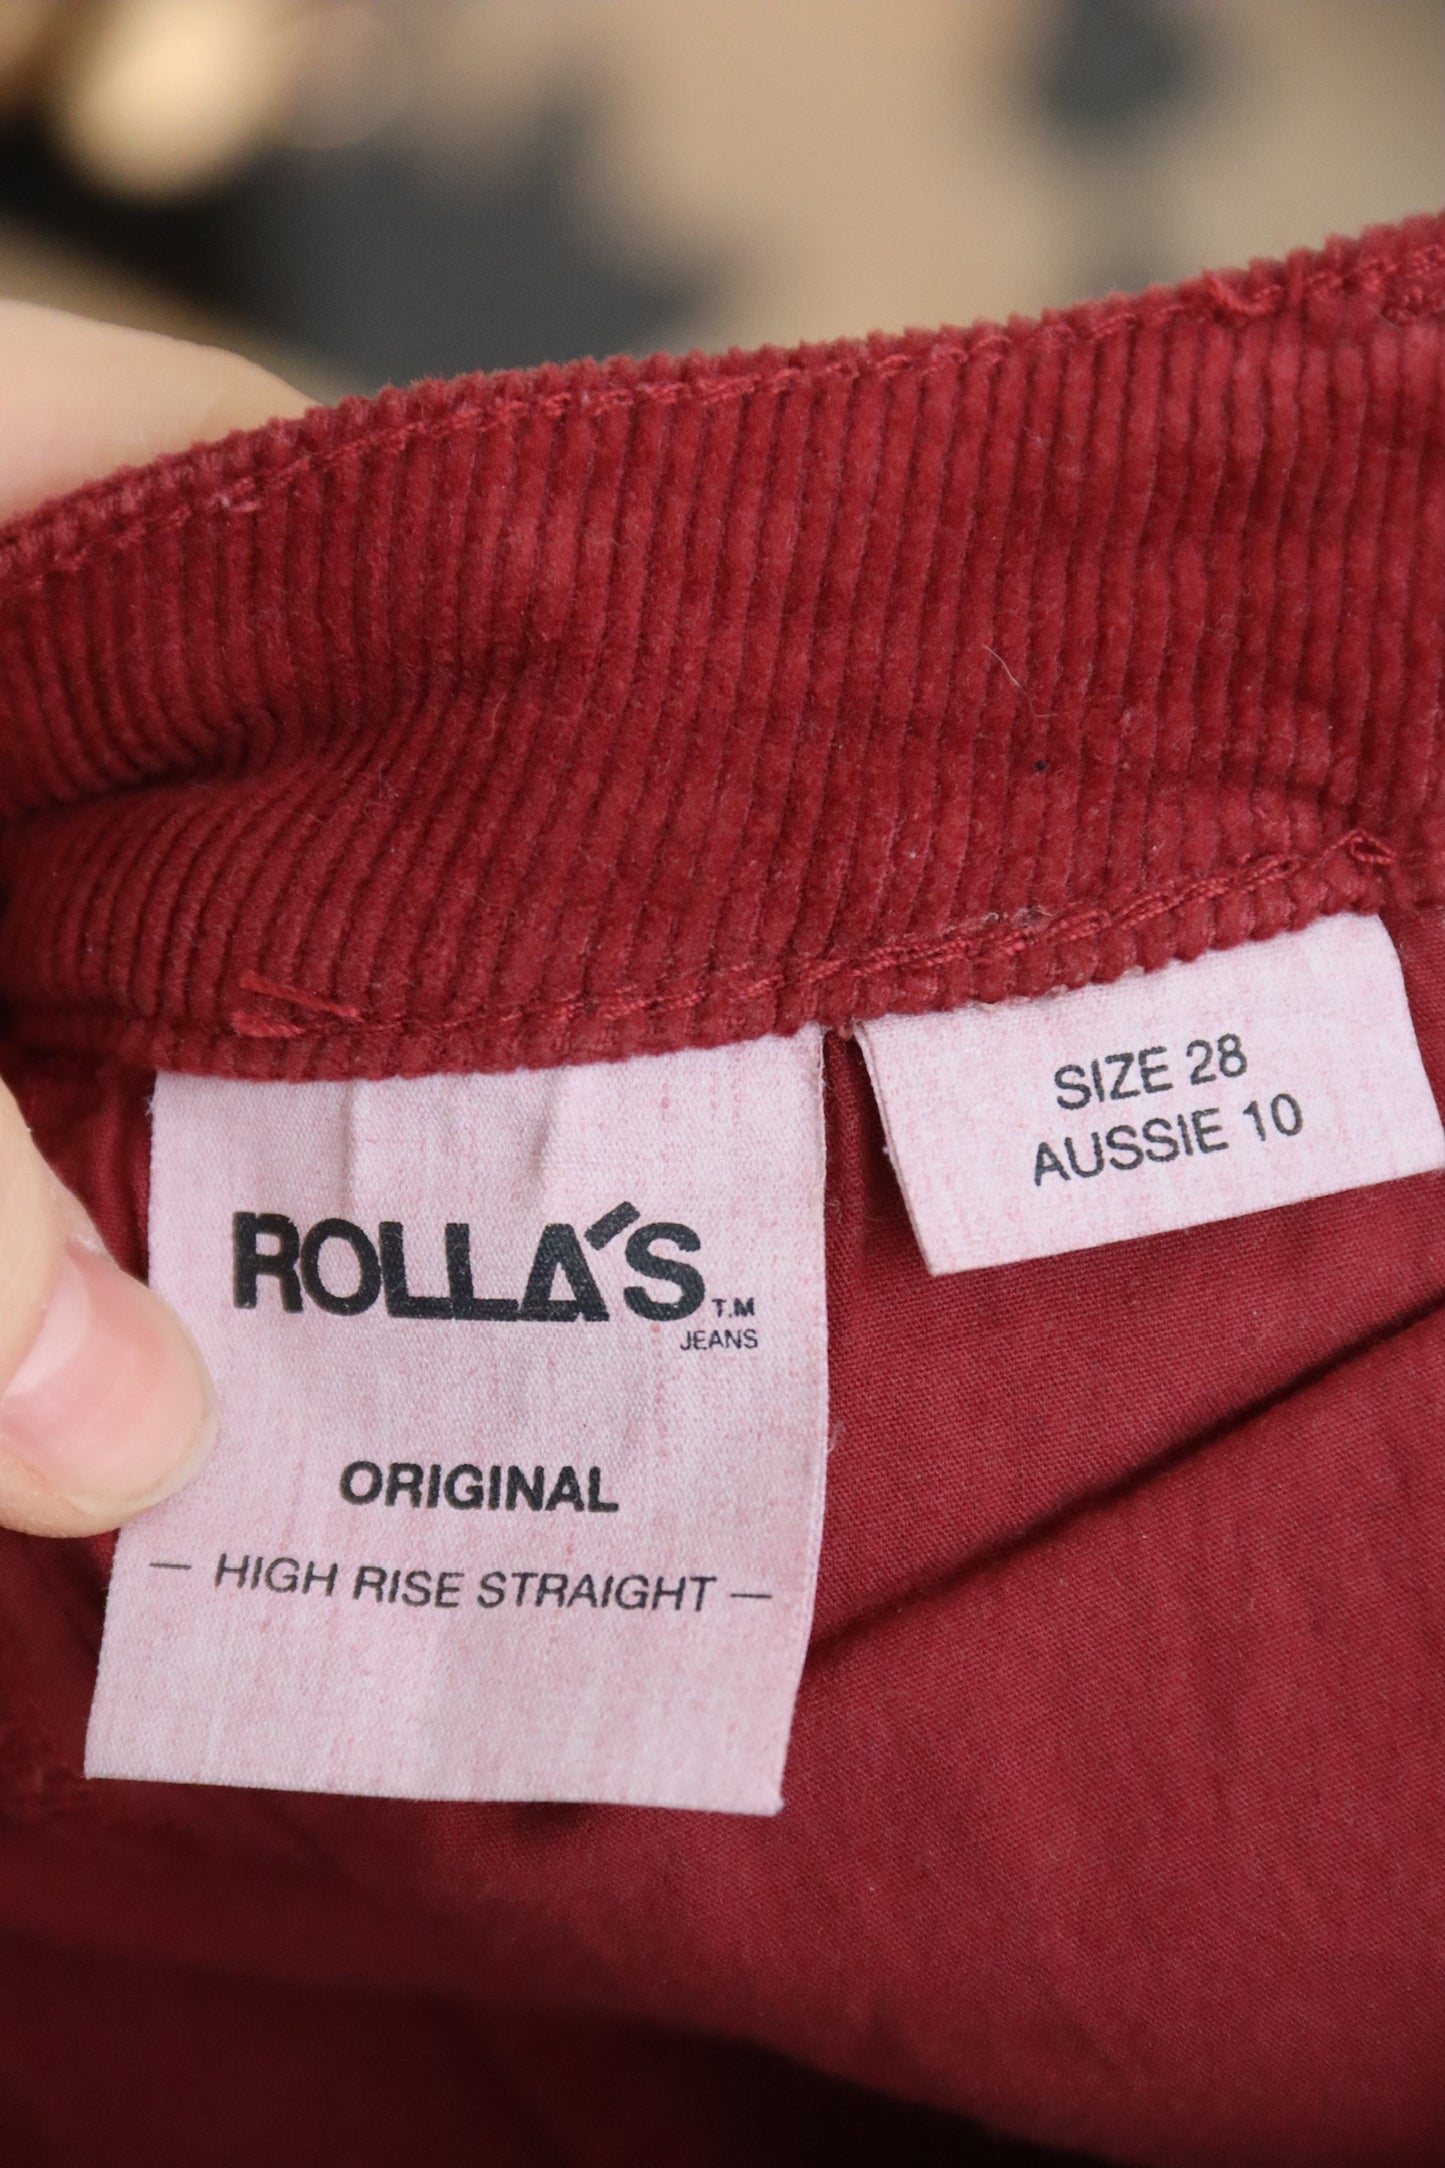 ROLLA'S T.M
JEANS
ORIGINAL
— HIGH RISE STRAIGHT —
SIZE 28
AUSSIE 10